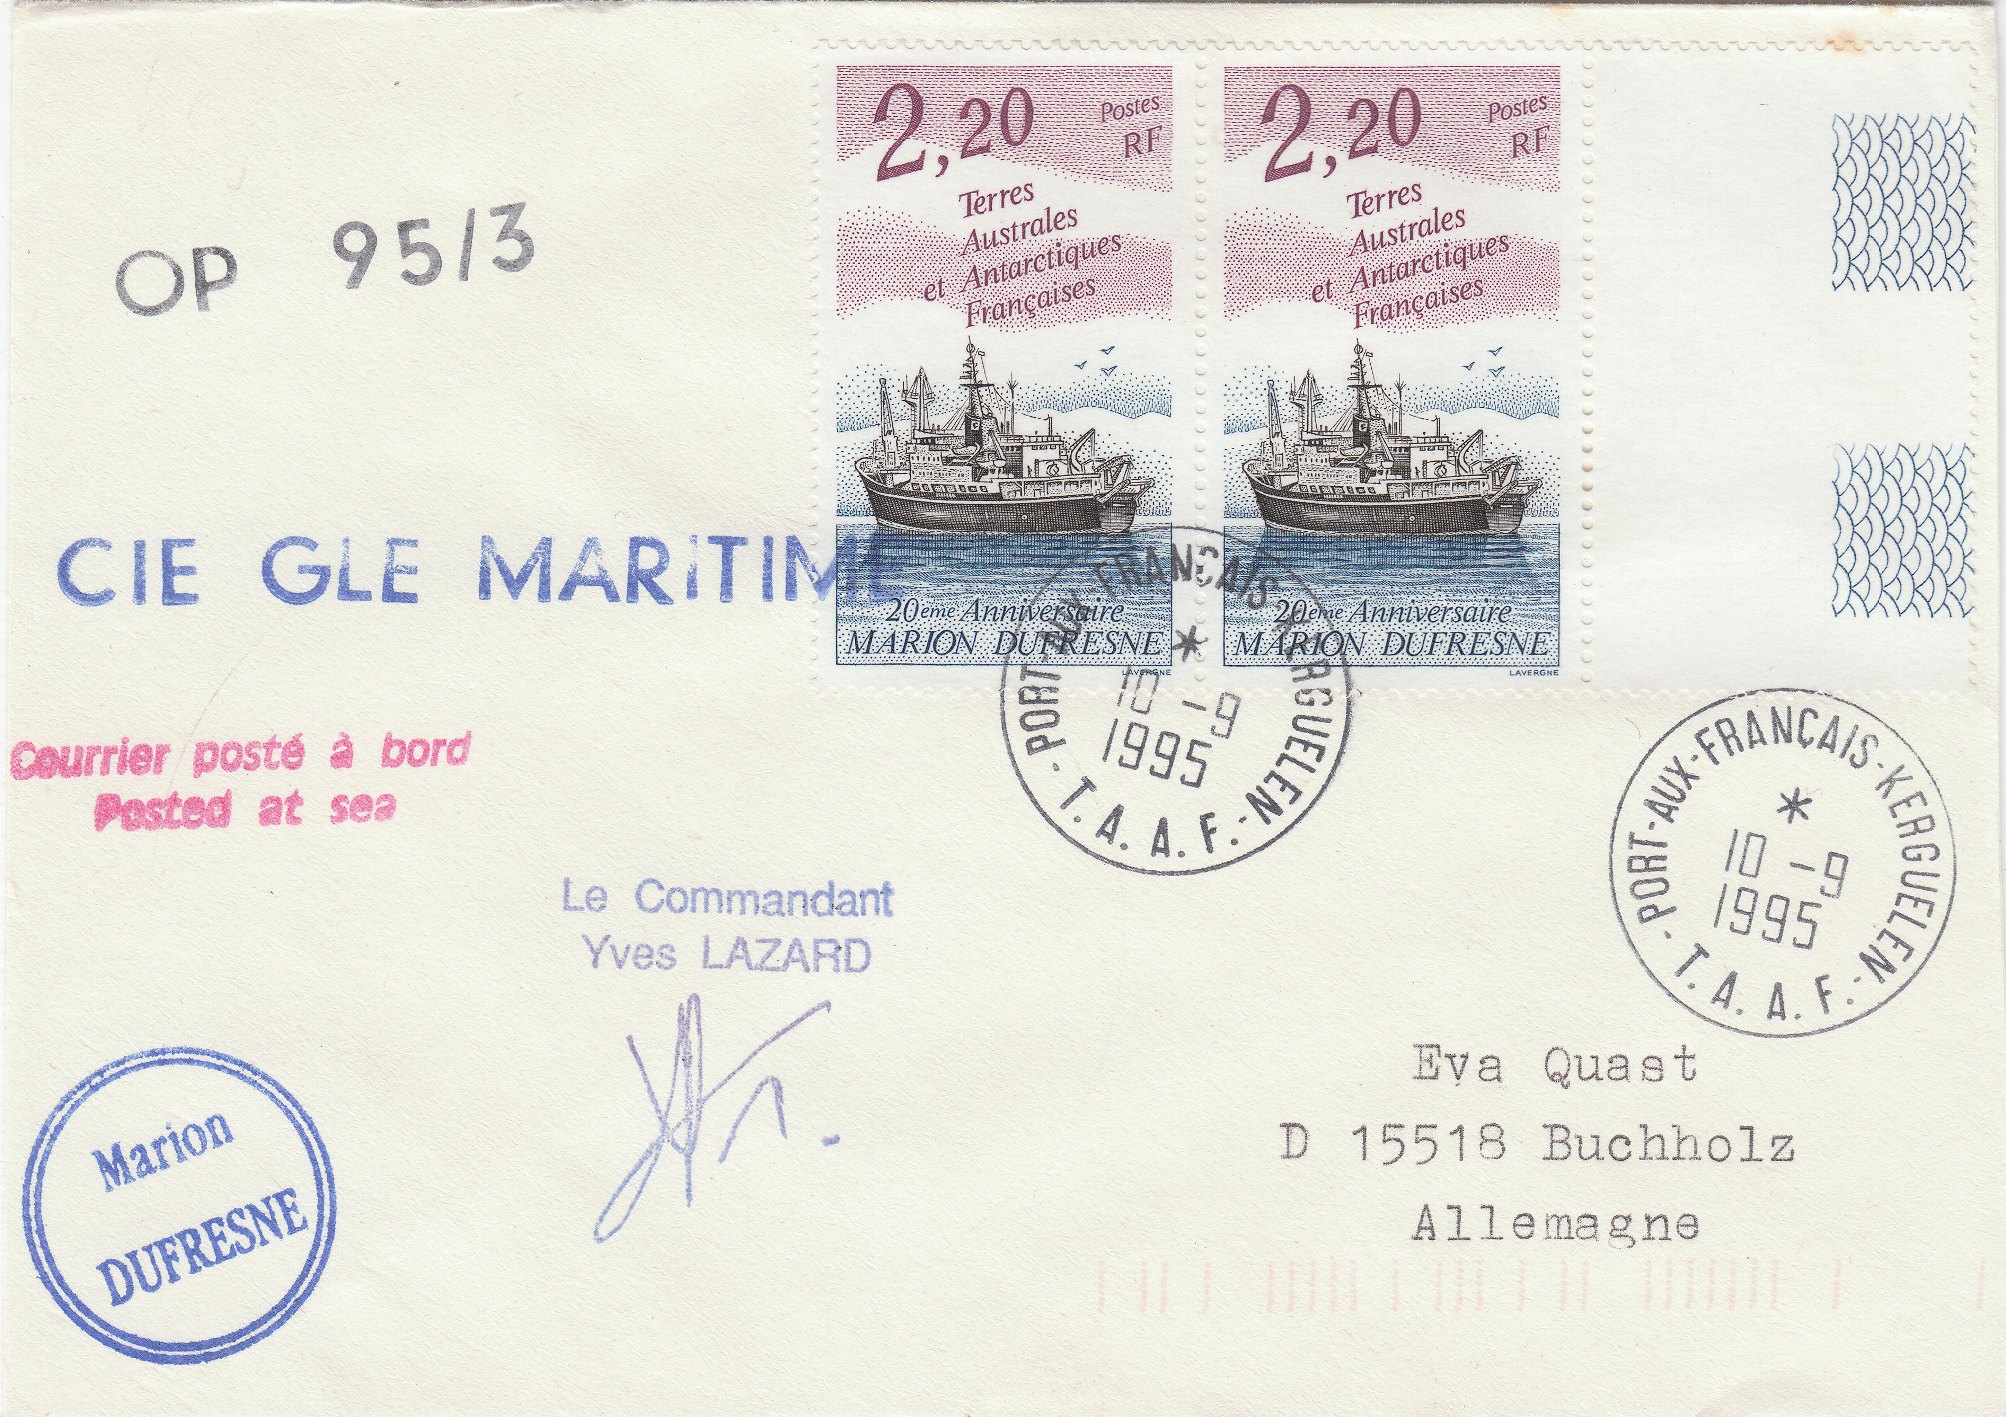 2,20
Postes
RF
Terres
Australes
et Antarctiques
Françaises
20ème Anniversaire
MARION DUFRESNE
LAVERGNE
2,20
Postes
RF
Terres
Australes
et Antarctiques
Françaises
20ème Anniversaire
MARION DUFRESNE
LAVERGNE
OP 95/3
CIE GLE MARITIME
PORT-AUX-FRANÇAIS-KERGUELEN
10 -9
1995
T. A. A. F.
Courrier posté à bord
Posted at sea
PORT-AUX-FRANÇAIS-KERGUELEN
10 -9
1995
T. A. A. F.
Le Commandant
Yves LAZARD
Marion
DUFRESNE
Eva Quast
D 15518 Buchholz
Allemagne